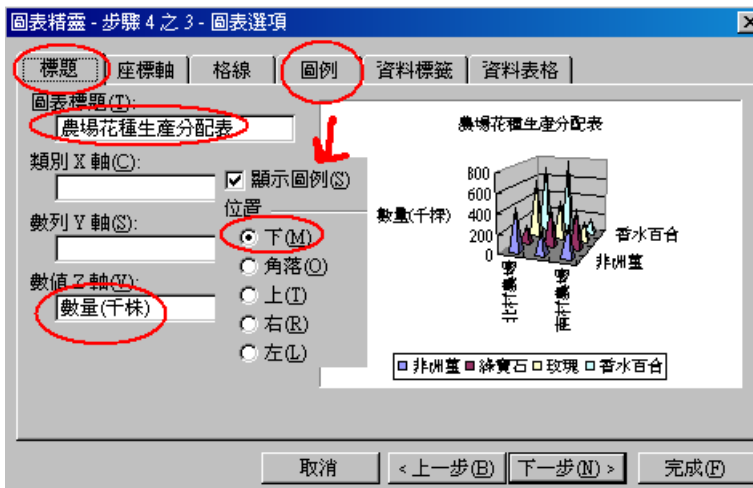 圖表精靈 - 步驟 4 之 3 - 圖表選項
標題 座標軸 格線 圖例 資料標籤 資料表格
圖表標題(T):
農場花種生產分配表
類別 X 軸(C):
數列 Y 軸(S):
數值 Z 軸(V):
數量(千株)
顯示圖例(S)
位置
下(M)
角落(O)
上(T)
右(R)
左(L)
農場花種生產分配表
數量(千株)
800
600
400
200
0
香水百合
非洲菫
非洲菫 綠寶石 玫瑰 香水百合
取消 <上一步(B) 下一步(N) > 完成(F)